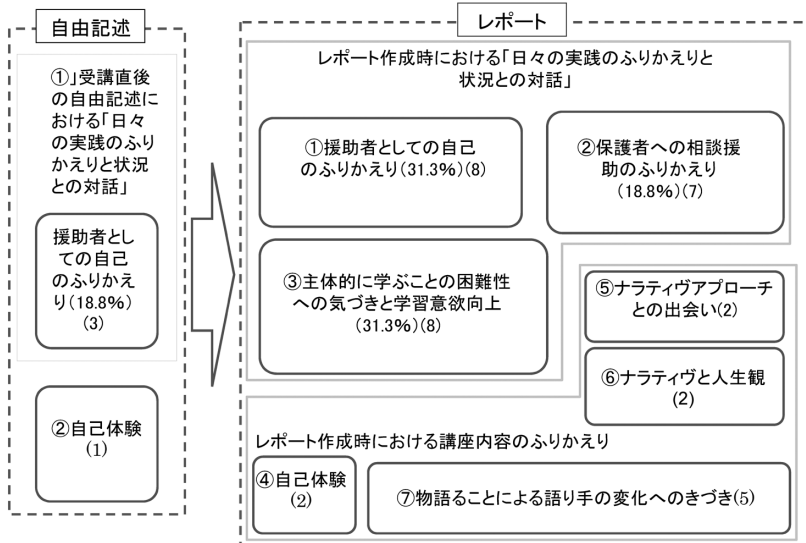 自由記述
①」受講直後
の自由記述に
おける「日々
の実践のふり
かえりと状況
との対話」
援助者とし
ての自己
のふりかえ
り(18.8%)
(3)
②自己体験
(1)
レポート
レポート作成時における「日々の実践のふりかえりと
状況との対話」
①援助者としての自己
のふりかえり(31.3%)(8)
②保護者への相談援
助のふりかえり
(18.8%)(7)
③主体的に学ぶことの困難性
への気づきと学習意欲向上
(31.3%)(8)
⑤ナラティヴアプローチ
との出会い(2)
⑥ナラティヴと人生観
(2)
レポート作成時における講座内容のふりかえり
④自己体験
(2)
⑦物語ることによる語り手の変化へのきづき(5)